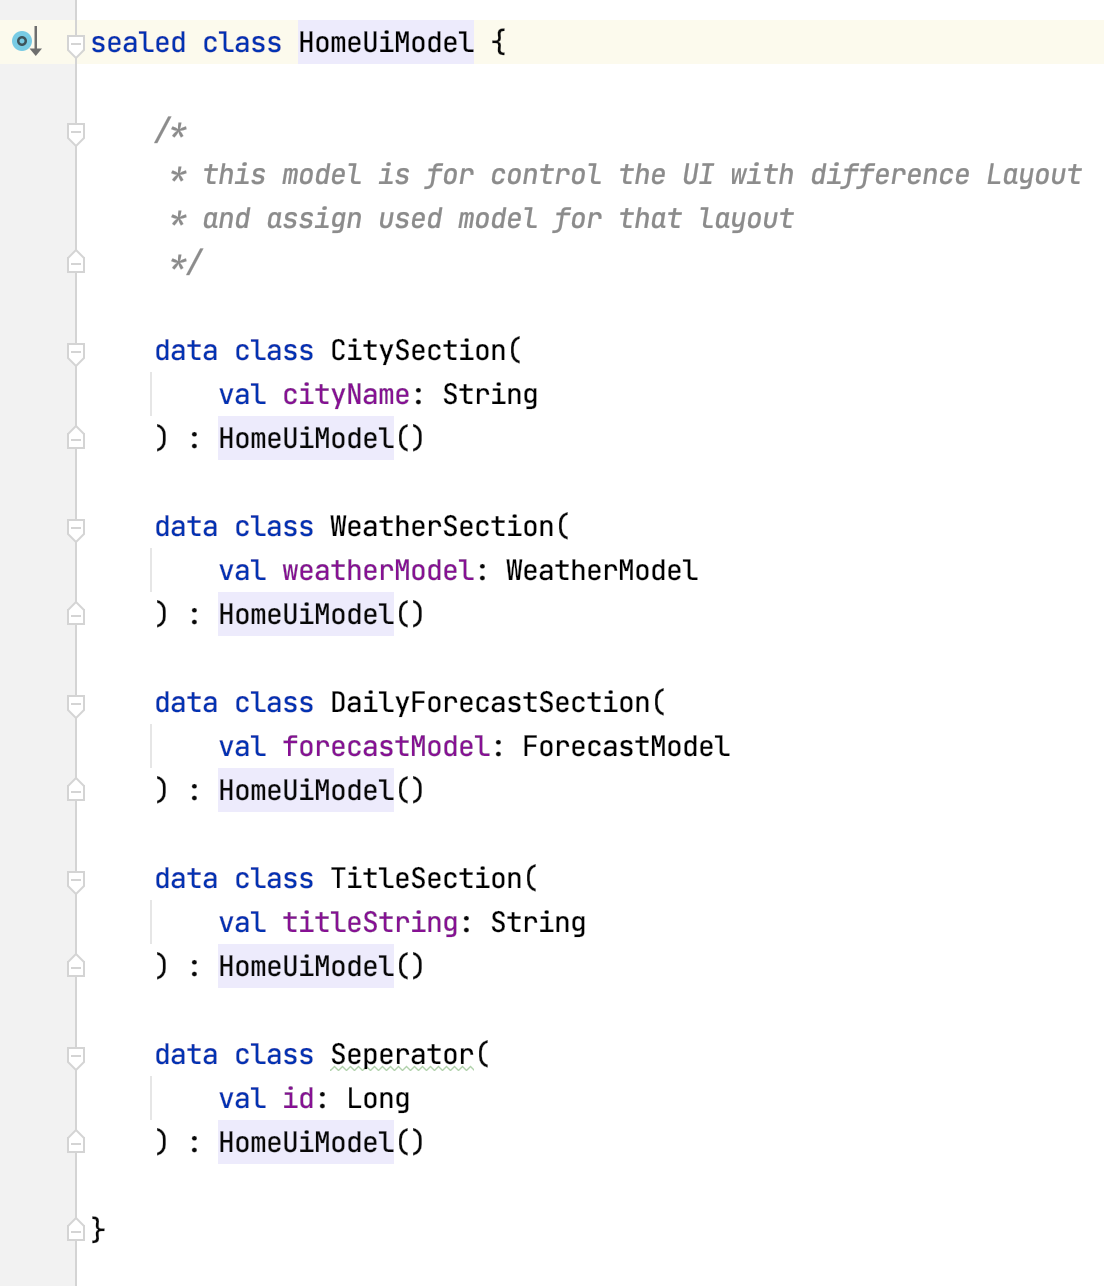 sealed class HomeUiModel {
/*
* this model is for control the UI with difference Layout
* and assign used model for that layout
*/
data class CitySection(
val cityName: String
) : HomeUiModel()
data class WeatherSection(
val weatherModel: WeatherModel
) : HomeUiModel()
data class DailyForecastSection(
val forecastModel: ForecastModel
) : HomeUiModel()
data class TitleSection(
val titleString: String
) : HomeUiModel()
data class Seperator(
val id: Long
) : HomeUiModel()
}